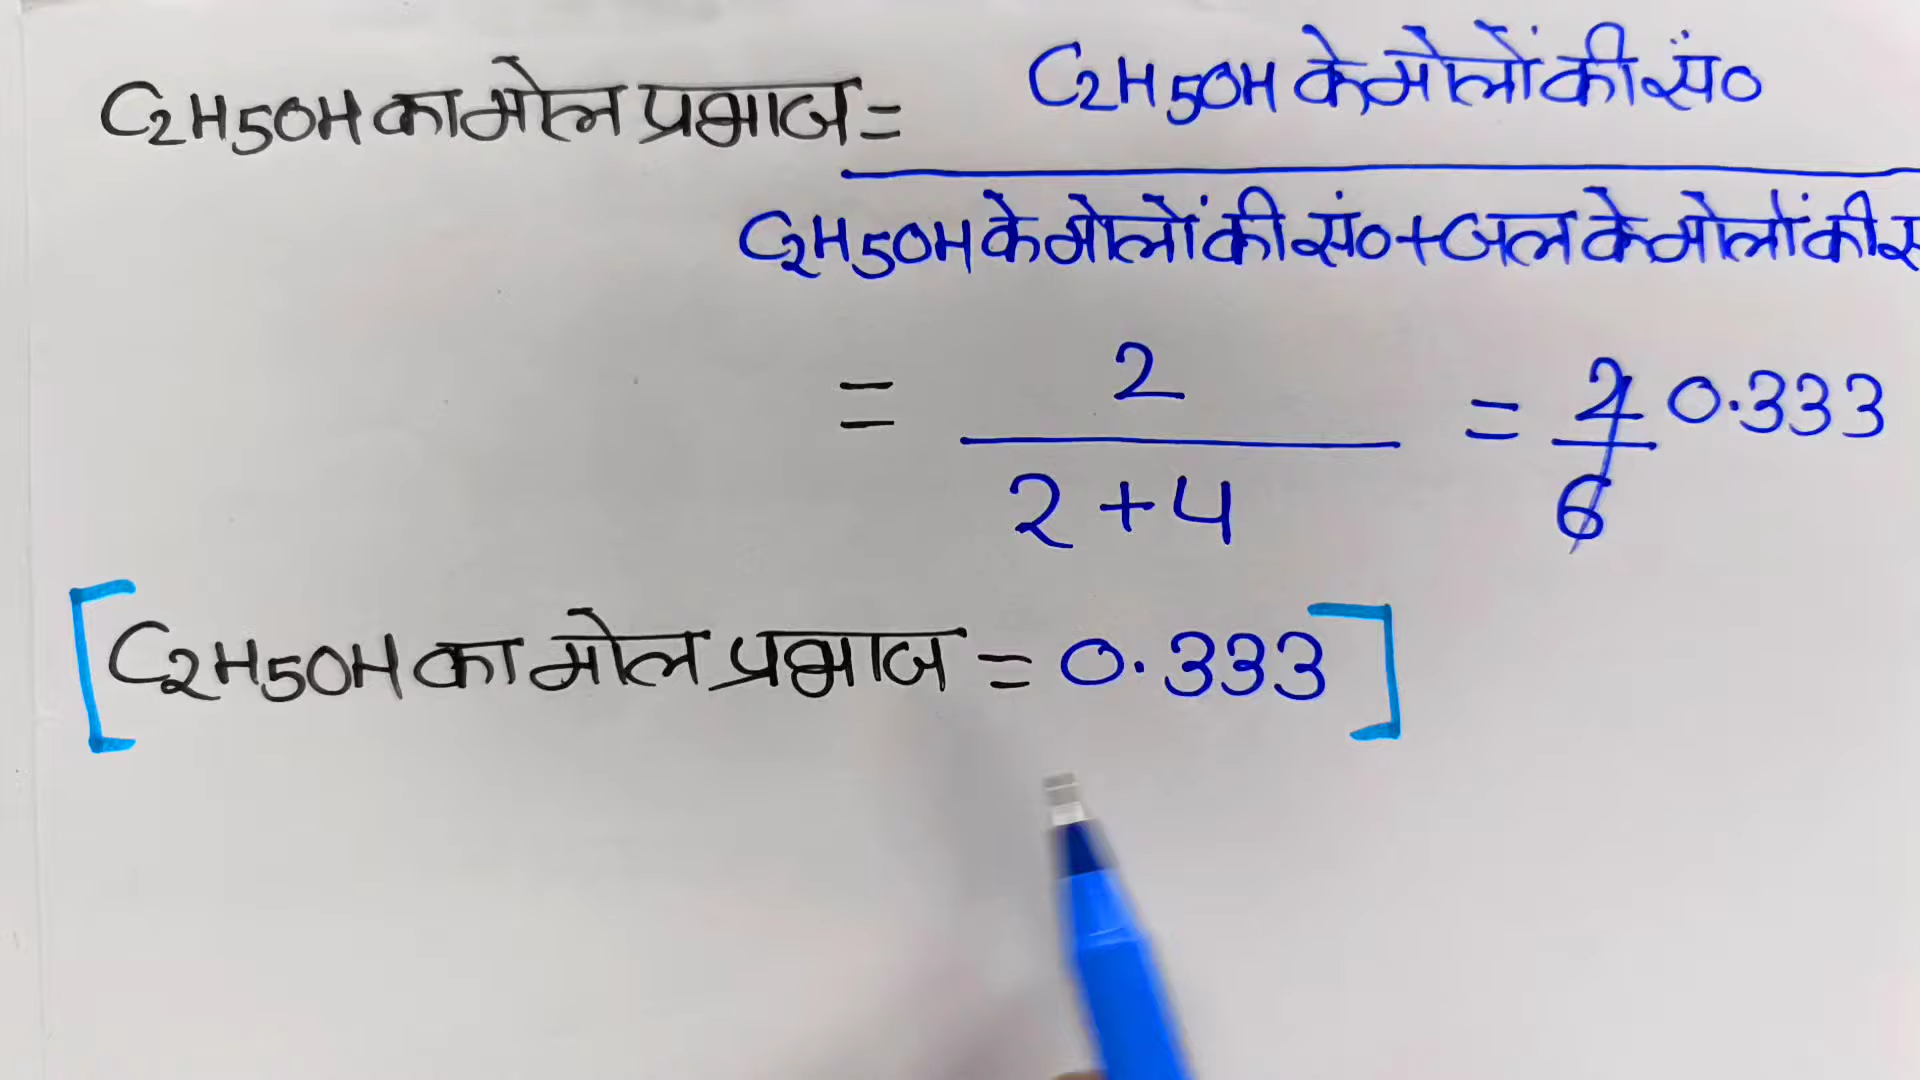 C2H5OH का मोल प्रभाज =
C2H5OH के मोलों की सं०
C2H5OH के मोलों की सं० + जल के मोलों की स
= 2 = 2 0.333
2 + 4 6
[C2H5OH का मोल प्रभाज = 0.333]